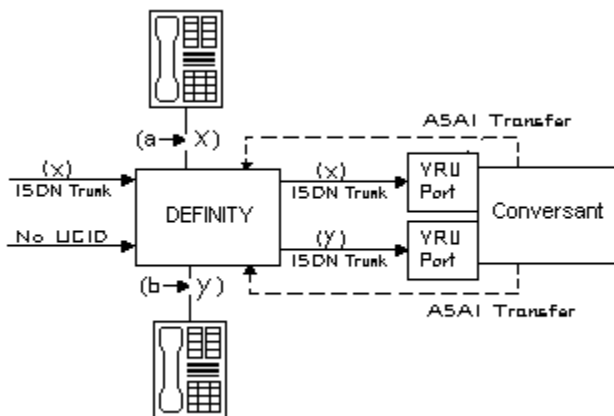 ASAI Transfer
(a→ X)
(x)
ISDN Trunk
(x)
ISDN Trunk
VRU
Port
DEFINITY
Conversant
No UCID
(y)
ISDN Trunk
VRU
Port
(b→ y)
ASAI Transfer